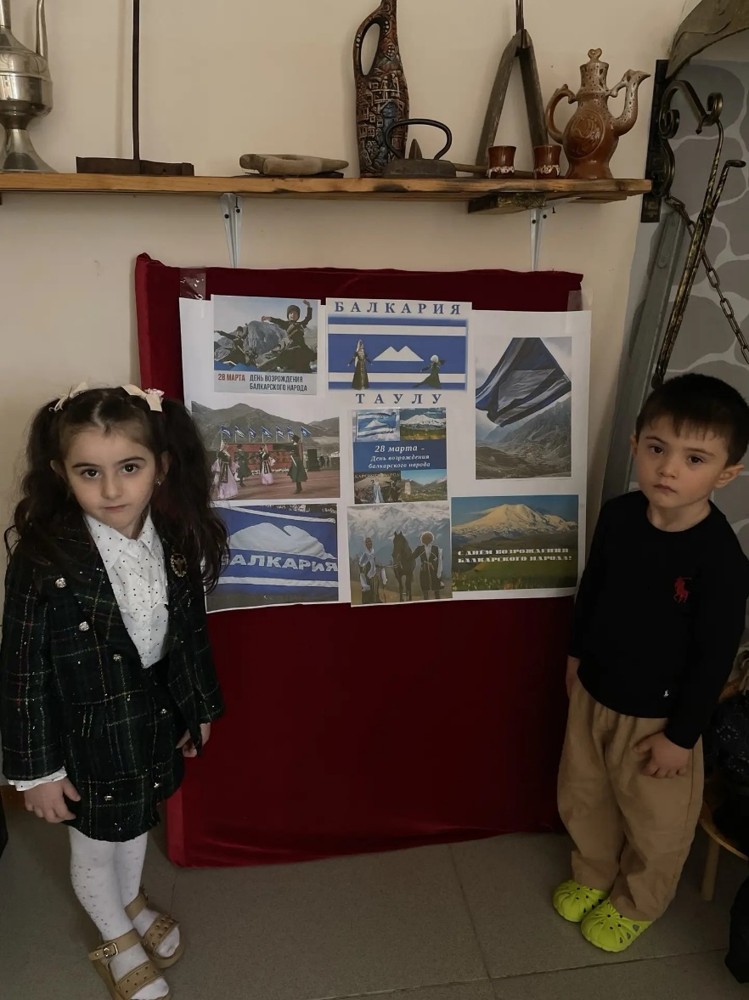 БАЛКАРИЯ
28 МАРТА ДЕНЬ ВОЗРОЖДЕНИЯ
БАЛКАРСКОГО НАРОДА
ТАУЛУ
28 марта -
День возрождения
балкарского народа
БАЛКАРИЯ
С ДНЁМ ВОЗРОЖДЕНИЯ
БАЛКАРСКОГО НАРОДА!